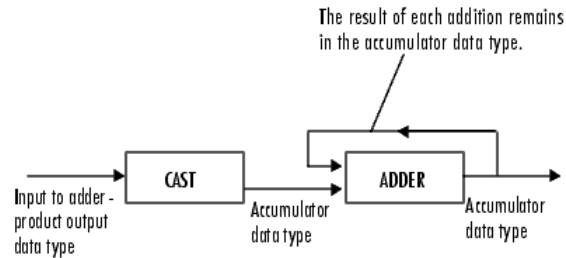 The result of each addition remains
in the accumulator data type.
CAST
ADDER
Input to adder -
product output
data type
Accumulator
data type
Accumulator
data type